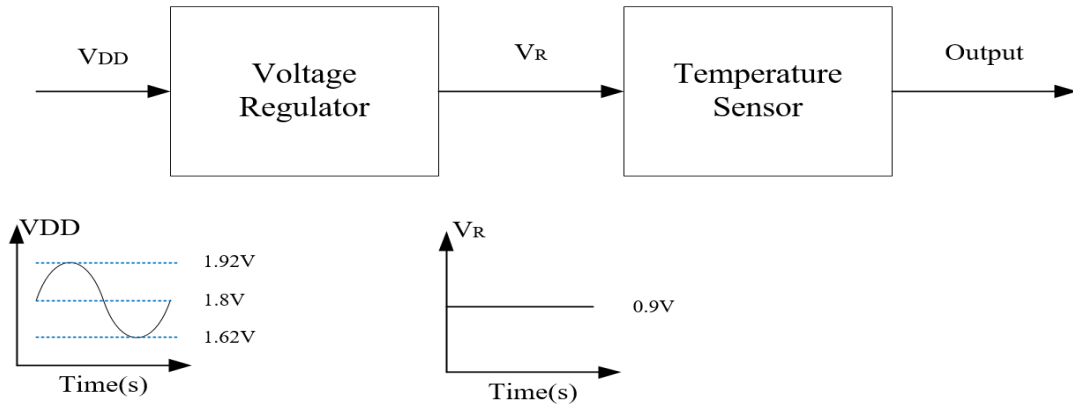 VDD
Voltage
Regulator
VR
Temperature
Sensor
Output
VDD
1.92V
1.8V
1.62V
Time(s)
VR
0.9V
Time(s)